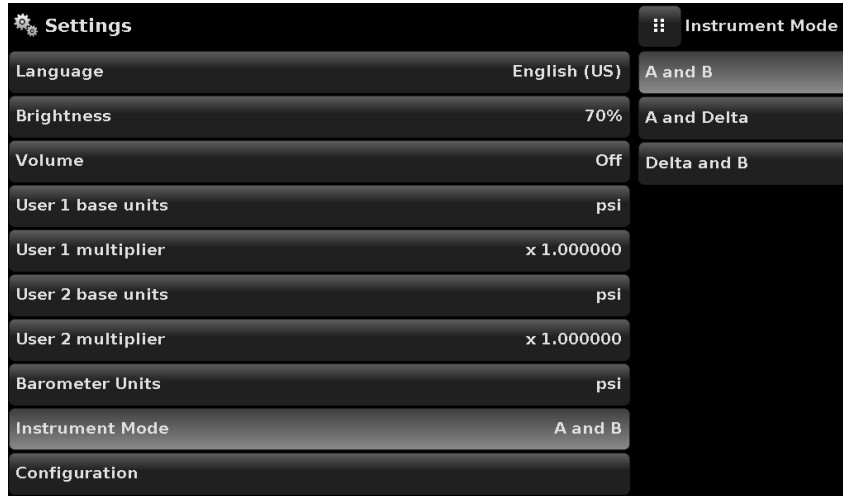 Settings
Language English (US)
Brightness 70%
Volume Off
User 1 base units psi
User 1 multiplier x 1.000000
User 2 base units psi
User 2 multiplier x 1.000000
Barometer Units psi
Instrument Mode A and B
Configuration
Instrument Mode
A and B
A and Delta
Delta and B